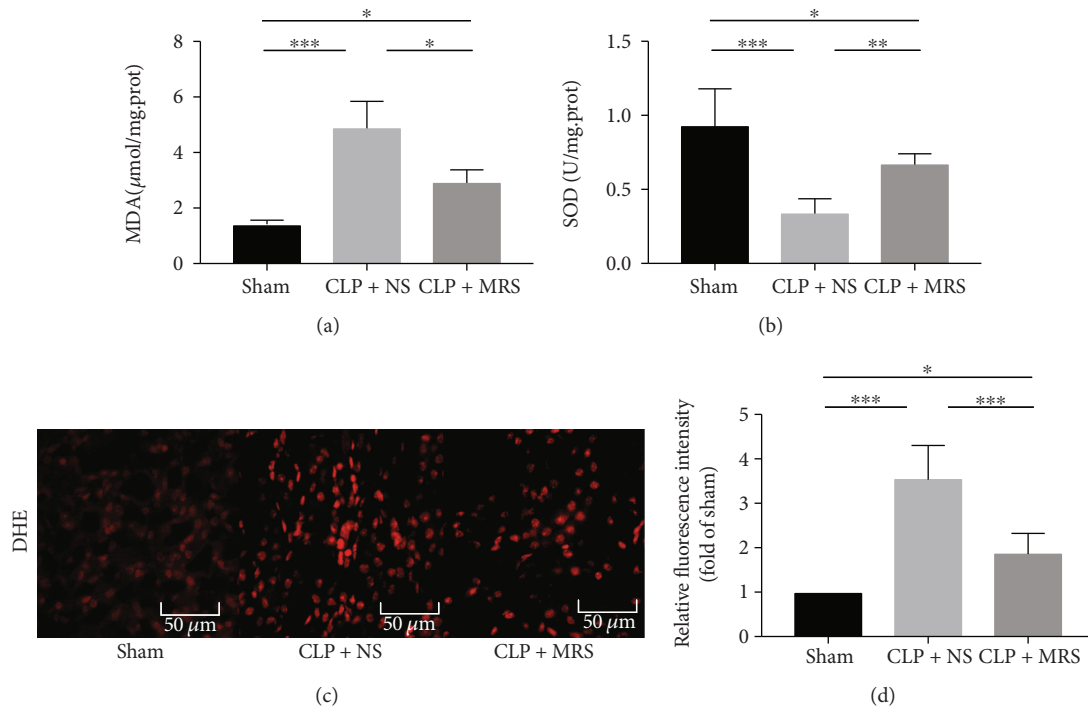 *
***
*
8
6
4
2
0
MDA(μmol/mg.prot)
Sham
CLP + NS
CLP + MRS
(a)
*
***
**
1.5
1.0
0.5
0.0
SOD (U/mg.prot)
Sham
CLP + NS
CLP + MRS
(b)
DHE
50 μm
50 μm
50 μm
Sham
CLP + NS
CLP + MRS
(c)
*
***
***
5
4
3
2
1
0
Relative fluorescence intensity
(fold of sham)
Sham
CLP + NS
CLP + MRS
(d)